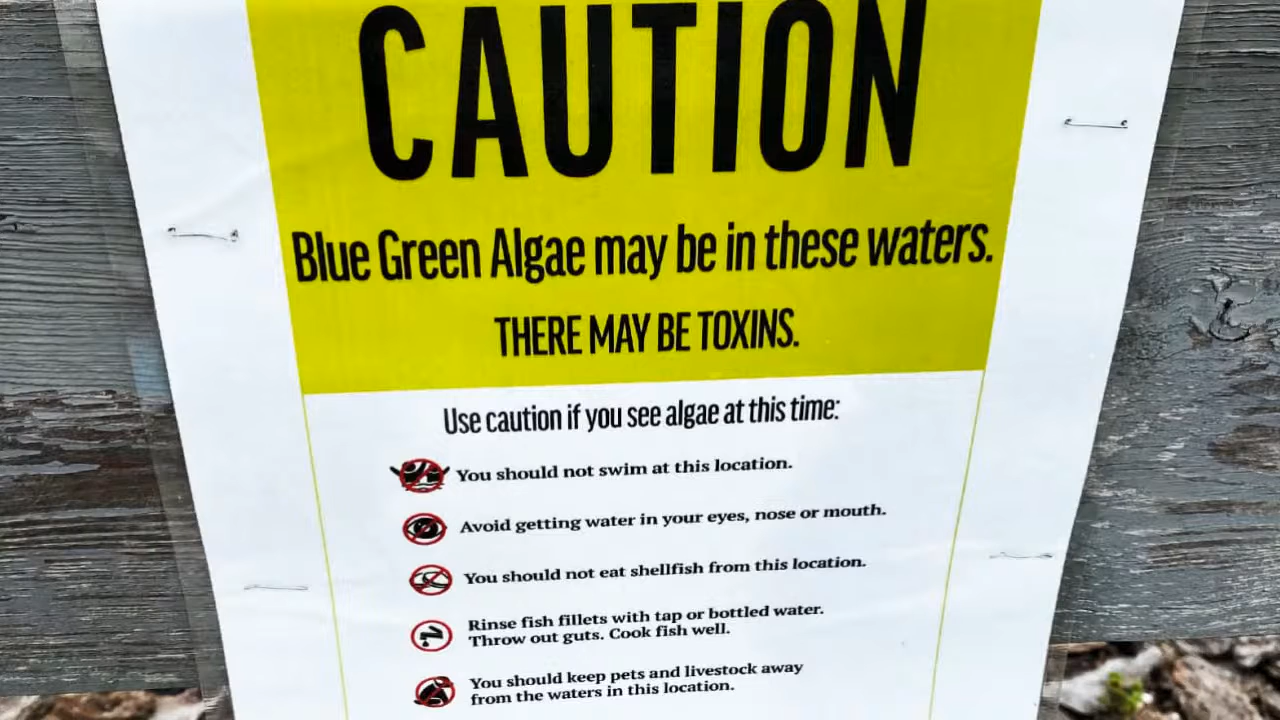 CAUTION
Blue Green Algae may be in these waters.
THERE MAY BE TOXINS.
Use caution if you see algae at this time:
You should not swim at this location.
Avoid getting water in your eyes, nose or mouth.
You should not eat shellfish from this location.
Rinse fish fillets with tap or bottled water.
Throw out guts. Cook fish well.
You should keep pets and livestock away
from the waters in this location.